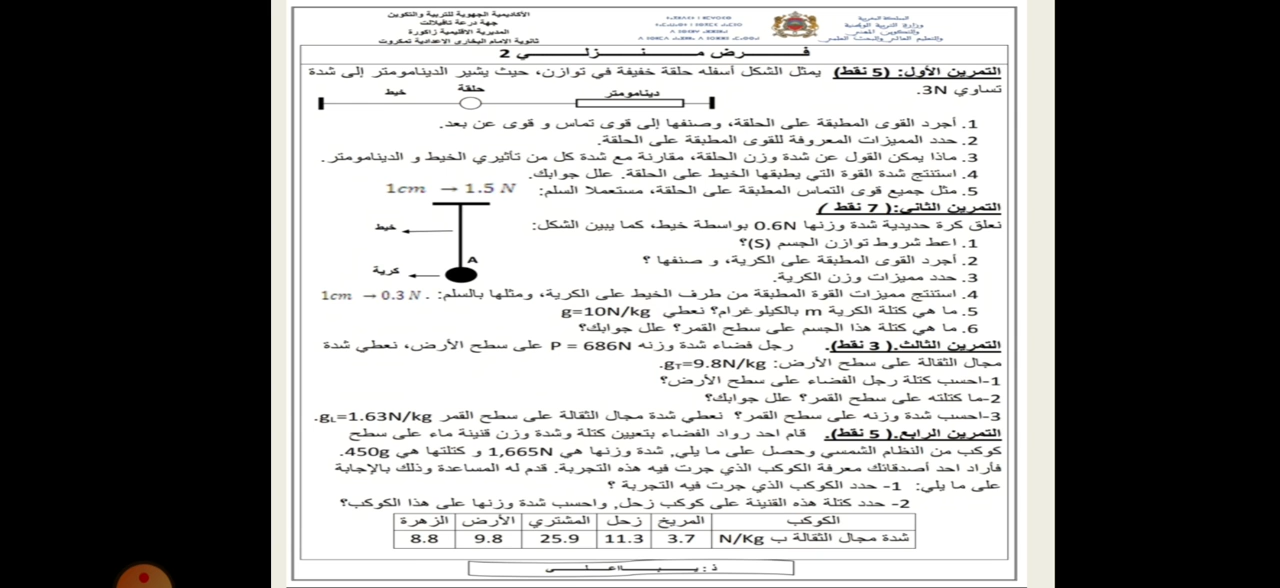 الأكاديمية الجهوية للتربية والتكوين
جهة درعة تافيلالت
المديرية الإقليمية زاكورة
ثانوية الامام البخاري الإعدادية تمكروت
المملكة المغربية
وزارة التربية الوطنية
والتكوين المهني
والتعليم العالي والبحث العلمي
فــرض مــنــزلــــي 2
التمرين الأول: (5 نقط) يمثل الشكل أسفله حلقة خفيفة في توازن، حيث يشير الدينامومتر إلى شدة
تساوي 3N.
خيط
حلقة
دينامومتر
1. أجرد القوى المطبقة على الحلقة، وصنفها إلى قوى تماس و قوى عن بعد.
2. حدد المميزات المعروفة للقوى المطبقة على الحلقة.
3. ماذا يمكن القول عن شدة وزن الحلقة، مقارنة مع شدة كل من تأثيري الخيط و الدينامومتر.
4. استنتج شدة القوة التي يطبقها الخيط على الحلقة. علل جوابك.
5. مثل جميع قوى التماس المطبقة على الحلقة، مستعملا السلم: 1cm → 1.5 N
التمرين الثاني:( 7 نقط )
نعلق كرة حديدية شدة وزنها 0.6N بواسطة خيط، كما يبين الشكل:
خيط
A
كرية
1. اعط شروط توازن الجسم (S)؟
2. أجرد القوى المطبقة على الكرية، و صنفها ؟
3. حدد مميزات وزن الكرية.
4. استنتج مميزات القوة المطبقة من طرف الخيط على الكرية، ومثلها بالسلم: 1cm → 0.3 N .
5. ما هي كتلة الكرية m بالكيلوغرام؟ نعطي g=10N/kg
6. ما هي كتلة هذا الجسم على سطح القمر؟ علل جوابك؟
التمرين الثالث.( 3 نقط). رجل فضاء شدة وزنه P = 686N على سطح الأرض، نعطي شدة
مجال الثقالة على سطح الأرض: gT=9.8N/kg.
1-احسب كتلة رجل الفضاء على سطح الأرض؟
2-ما كتلته على سطح القمر؟ علل جوابك؟
3-احسب شدة وزنه على سطح القمر؟ نعطي شدة مجال الثقالة على سطح القمر gL=1.63N/kg.
التمرين الرابع.( 5 نقط). قام احد رواد الفضاء بتعيين كتلة وشدة وزن قنينة ماء على سطح
كوكب من النظام الشمسي وحصل على ما يلي, شدة وزنها هي 1,665N و كتلتها هي 450g.
فأراد احد أصدقائك معرفة الكوكب الذي جرت فيه هذه التجربة. قدم له المساعدة وذلك بالإجابة
على ما يلي: 1- حدد الكوكب الذي جرت فيه التجربة ؟
2- حدد كتلة هذه القنينة على كوكب زحل, واحسب شدة وزنها على هذا الكوكب؟
الكوكب المريخ زحل المشتري الأرض الزهرة
شدة مجال الثقالة ب N/Kg 3.7 11.3 25.9 9.8 8.8